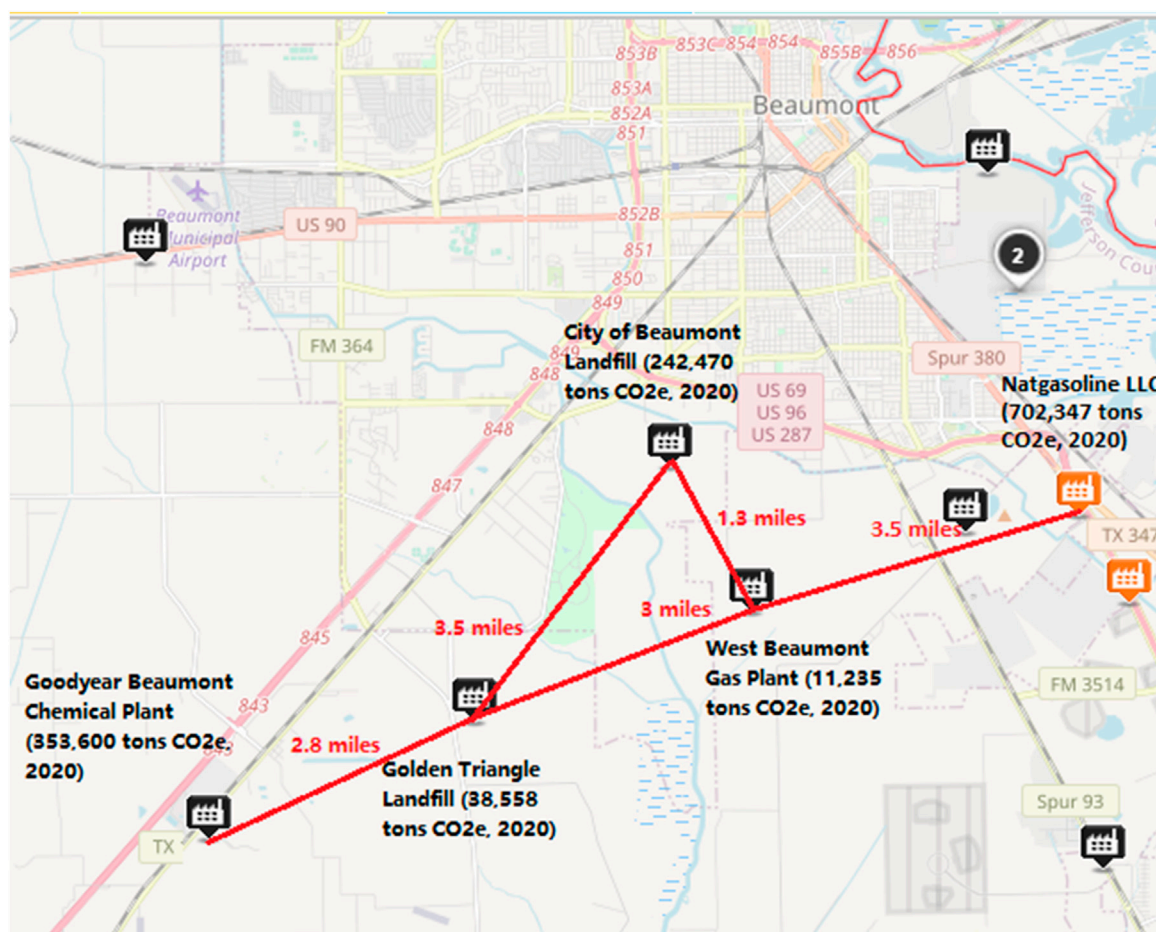 853B
853C
854
854
855B
856
853A
Beaumont
852A
851
Beaumont
Municipal
Airport
US 90
852B
851
2
Jefferson Cou
850
849
City of Beaumont
Landfill (242,470
tons CO2e, 2020)
FM 364
849
848
Spur 380
US 69
US 96
US 287
Natgasoline LLC
(702,347 tons
CO2e, 2020)
848
847
1.3 miles
3.5 miles
TX 347
3.5 miles
3 miles
845
West Beaumont
Gas Plant (11,235
tons CO2e, 2020)
Goodyear Beaumont
Chemical Plant
(353,600 tons CO2e,
2020)
843
FM 3514
2.8 miles
Golden Triangle
Landfill (38,558
tons CO2e, 2020)
Spur 93
TX